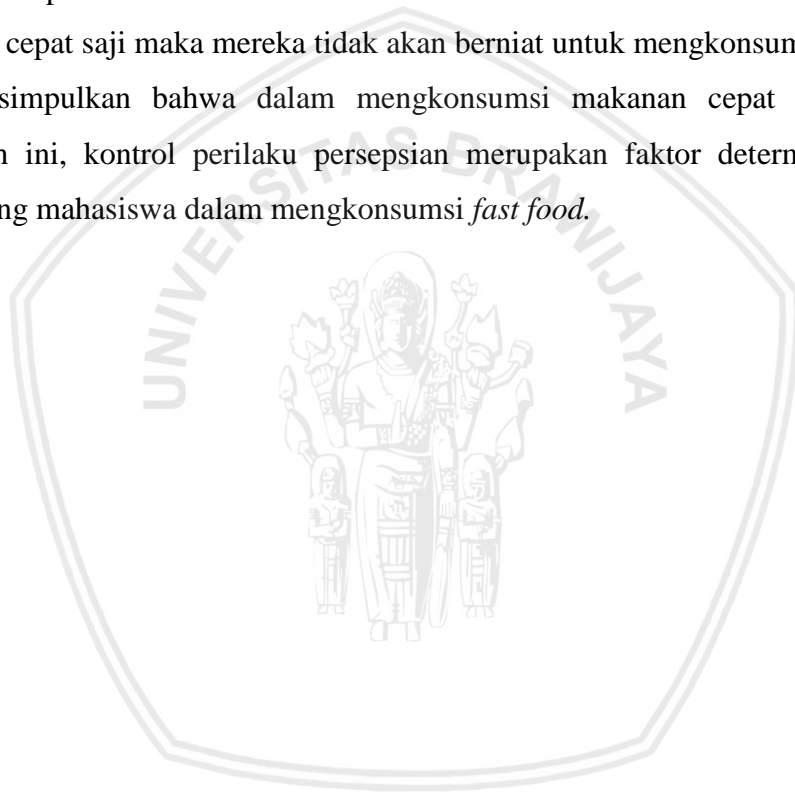 cepat saji maka mereka tidak akan berniat untuk mengkonsum
simpulkan bahwa dalam mengkonsumsi makanan cepat
n ini, kontrol perilaku persepsian merupakan faktor determ
ng mahasiswa dalam mengkonsumsi fast food.
UNIVERSITAS BRAWIJAYA